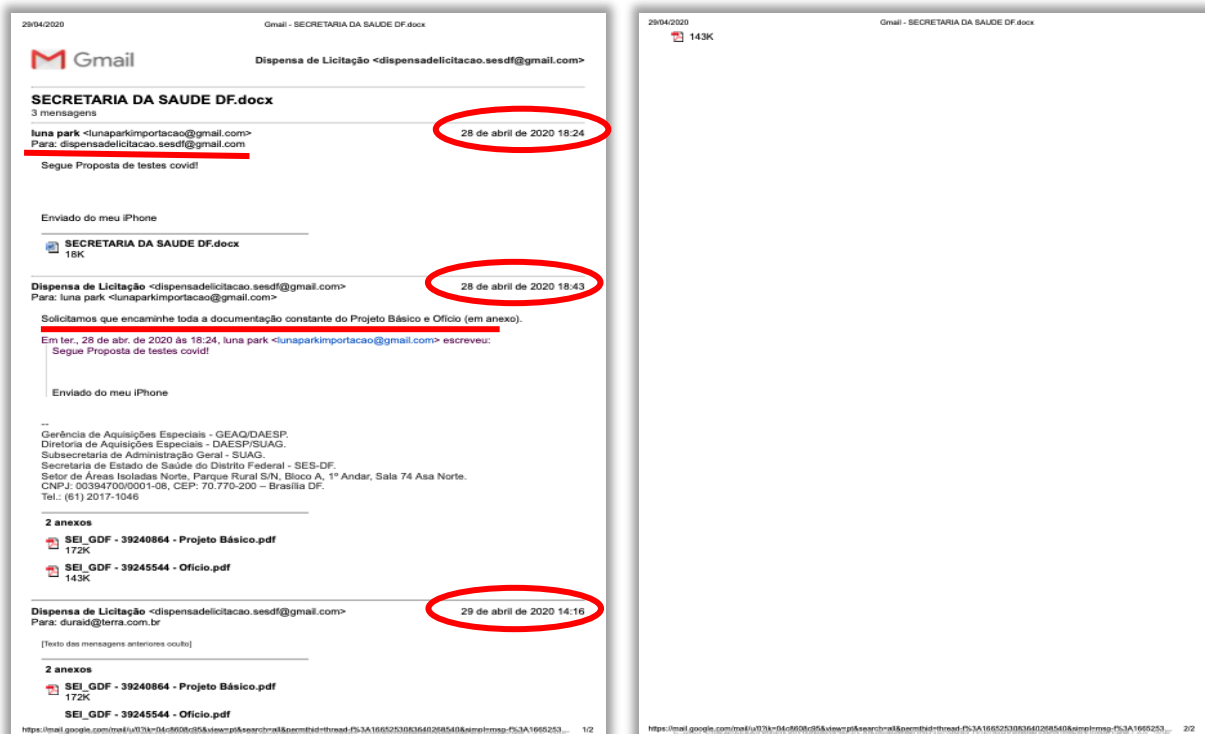 29/04/2020 Gmail - SECRETARIA DA SAUDE DF.docx
Gmail Dispensa de Licitação <dispensadelicitacao.sesdf@gmail.com>
SECRETARIA DA SAUDE DF.docx
3 mensagens
luna park <lunaparkimportacao@gmail.com> 28 de abril de 2020 18:24
Para: dispensadelicitacao.sesdf@gmail.com
Segue Proposta de testes covid!
Enviado do meu iPhone
SECRETARIA DA SAUDE DF.docx
18K
Dispensa de Licitação <dispensadelicitacao.sesdf@gmail.com> 28 de abril de 2020 18:43
Para: luna park <lunaparkimportacao@gmail.com>
Solicitamos que encaminhe toda a documentação constante do Projeto Básico e Ofício (em anexo).
Em ter., 28 de abr. de 2020 às 18:24, luna park <lunaparkimportacao@gmail.com> escreveu:
Segue Proposta de testes covid!
Enviado do meu iPhone
--
Gerência de Aquisições Especiais - GEAQ/DAESP.
Diretoria de Aquisições Especiais - DAESP/SUAG.
Subsecretaria de Administração Geral - SUAG.
Secretaria de Estado de Saúde do Distrito Federal - SES-DF.
Setor de Áreas Isoladas Norte, Parque Rural S/N, Bloco A, 1º Andar, Sala 74 Asa Norte.
CNPJ: 00394700/0001-08, CEP: 70.770-200 – Brasília DF.
Tel.: (61) 2017-1046
2 anexos
SEI_GDF - 39240864 - Projeto Básico.pdf
172K
SEI_GDF - 39245544 - Ofício.pdf
143K
Dispensa de Licitação <dispensadelicitacao.sesdf@gmail.com> 29 de abril de 2020 14:16
Para: duraid@terra.com.br
[Texto das mensagens anteriores oculto]
2 anexos
SEI_GDF - 39240864 - Projeto Básico.pdf
172K
SEI_GDF - 39245544 - Ofício.pdf
1/2
29/04/2020 Gmail - SECRETARIA DA SAUDE DF.docx
143K
2/2